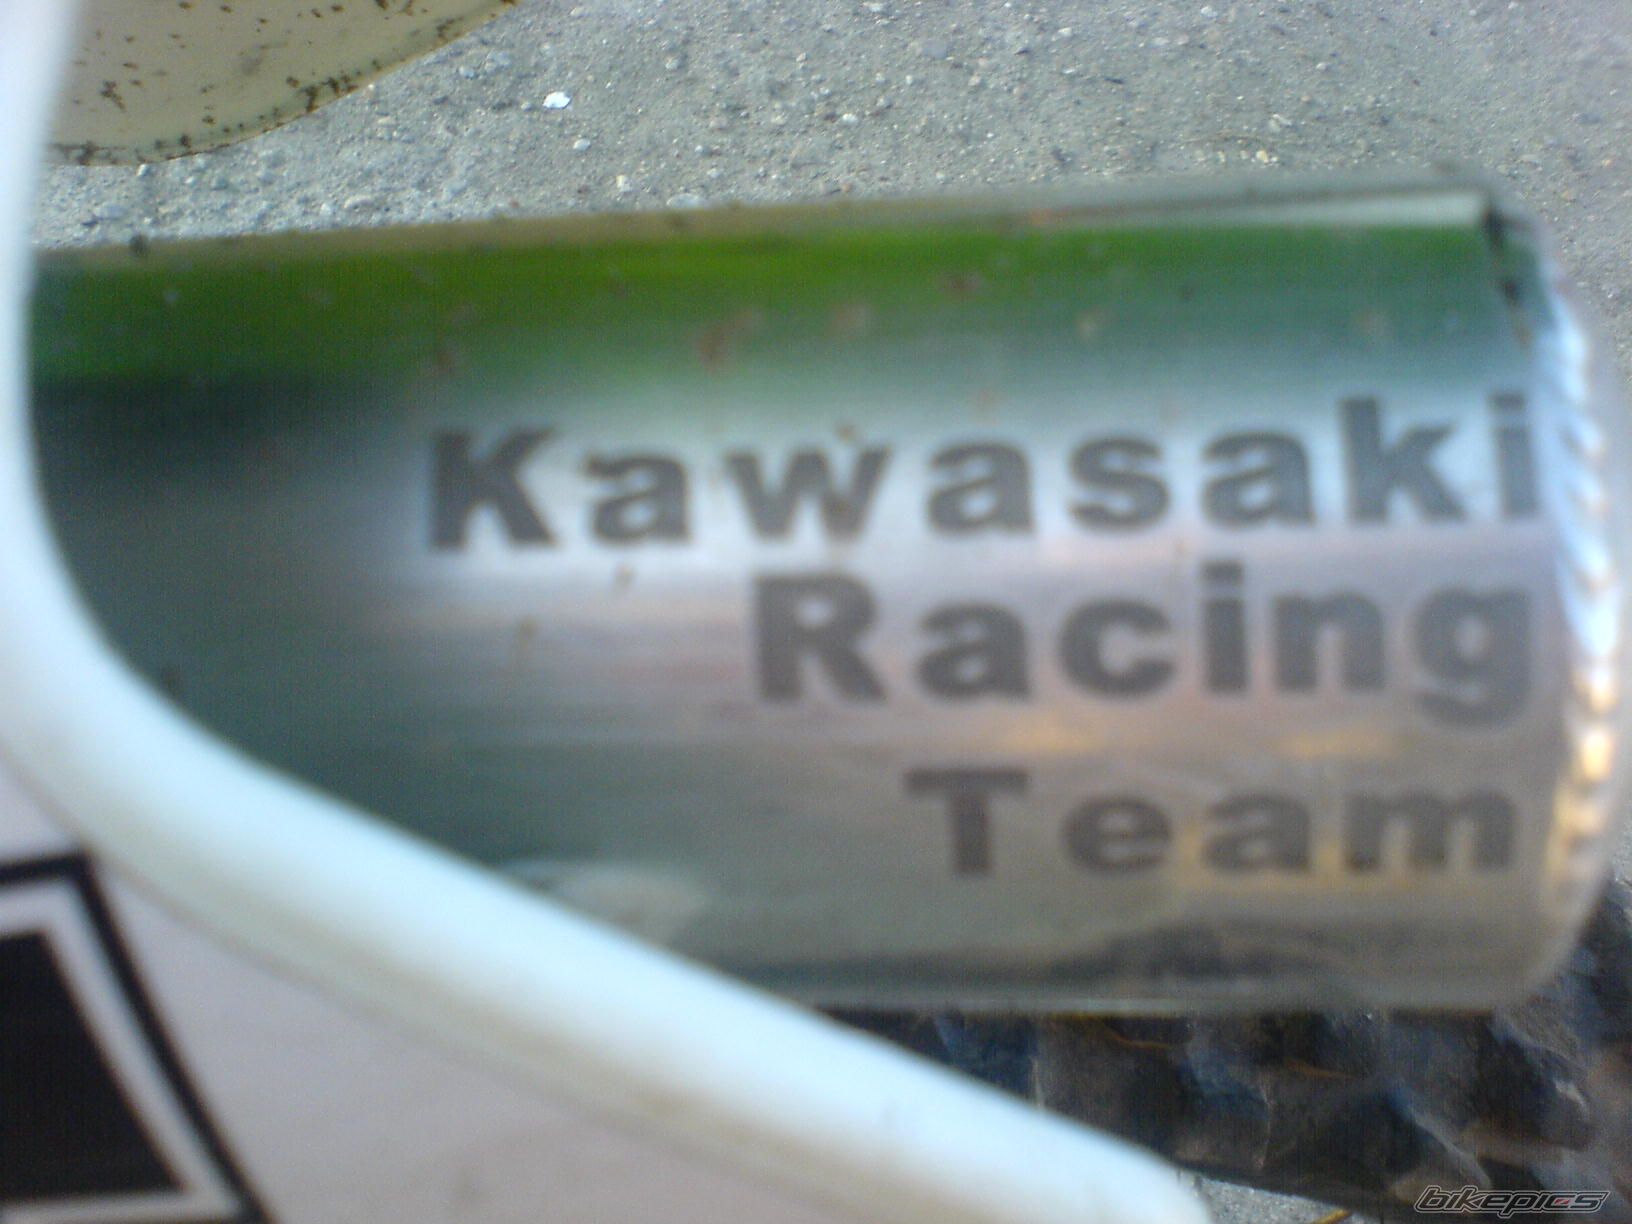 Kawasaki
Racing
Team
bikepics